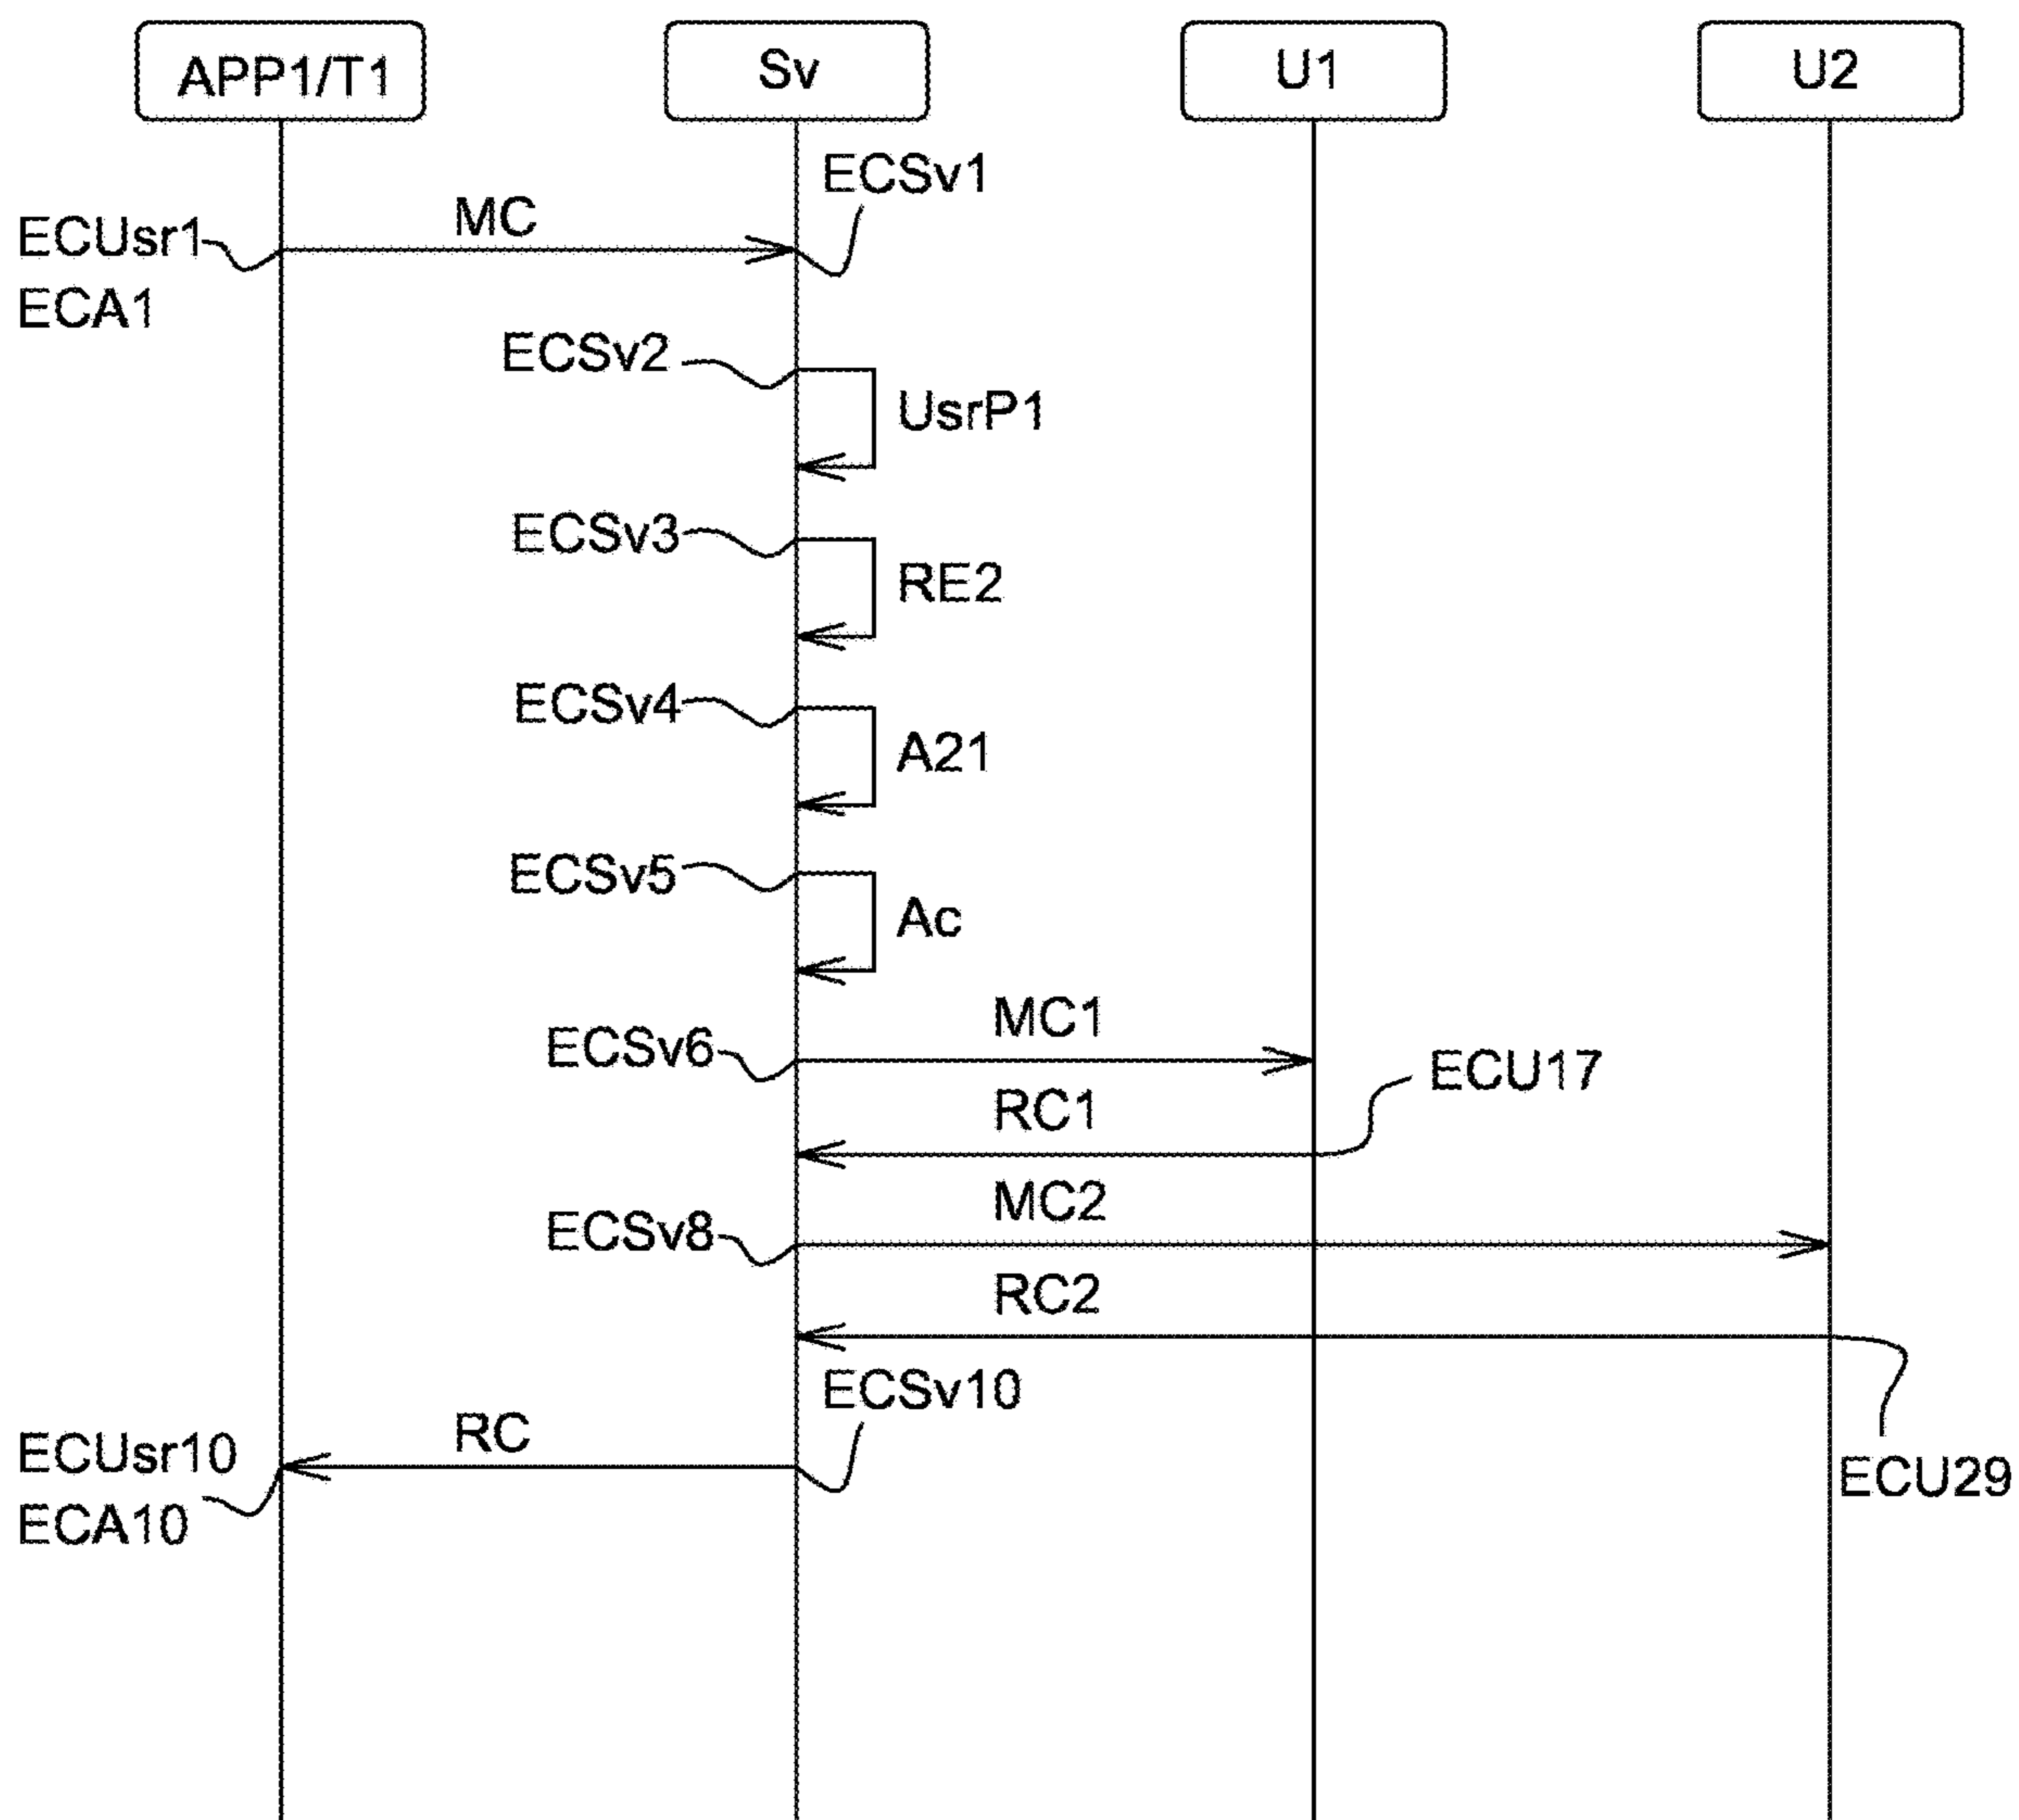 APP1/T1
Sv
U1
U2
ECSv1
MC
ECUsr1
ECA1
ECSv2
UsrP1
ECSv3
RE2
ECSv4
A21
ECSv5
Ac
MC1
ECSv6
ECU17
RC1
MC2
ECSv8
RC2
ECSv10
RC
ECUsr10
ECU29
ECA10